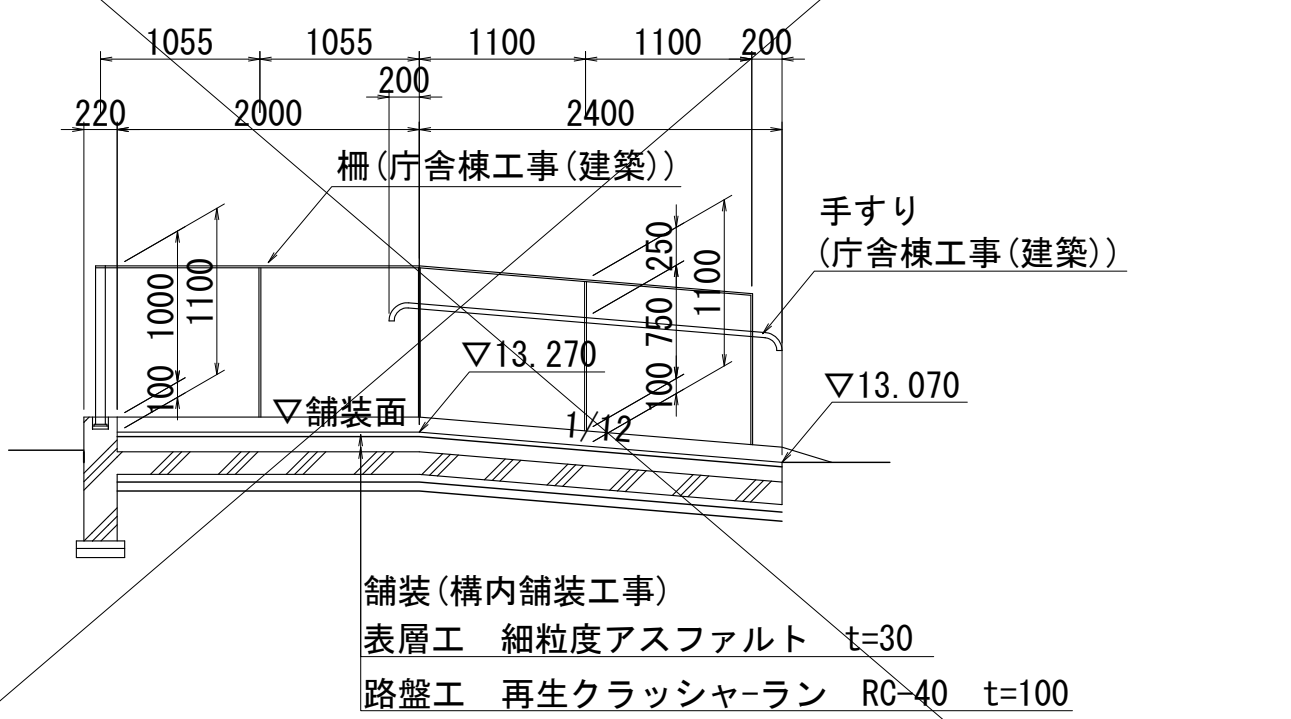 1055 1055 1100 1100 200
200
220 2000 2400
柵(庁舎棟工事(建築))
手すり
(庁舎棟工事(建築))
1000
1100
100
250
750
100
1100
▽13.270
▽13.070
▽舗装面
1/12
舗装(構内舗装工事)
表層工 細粒度アスファルト t=30
路盤工 再生クラッシャ-ラン RC-40 t=100